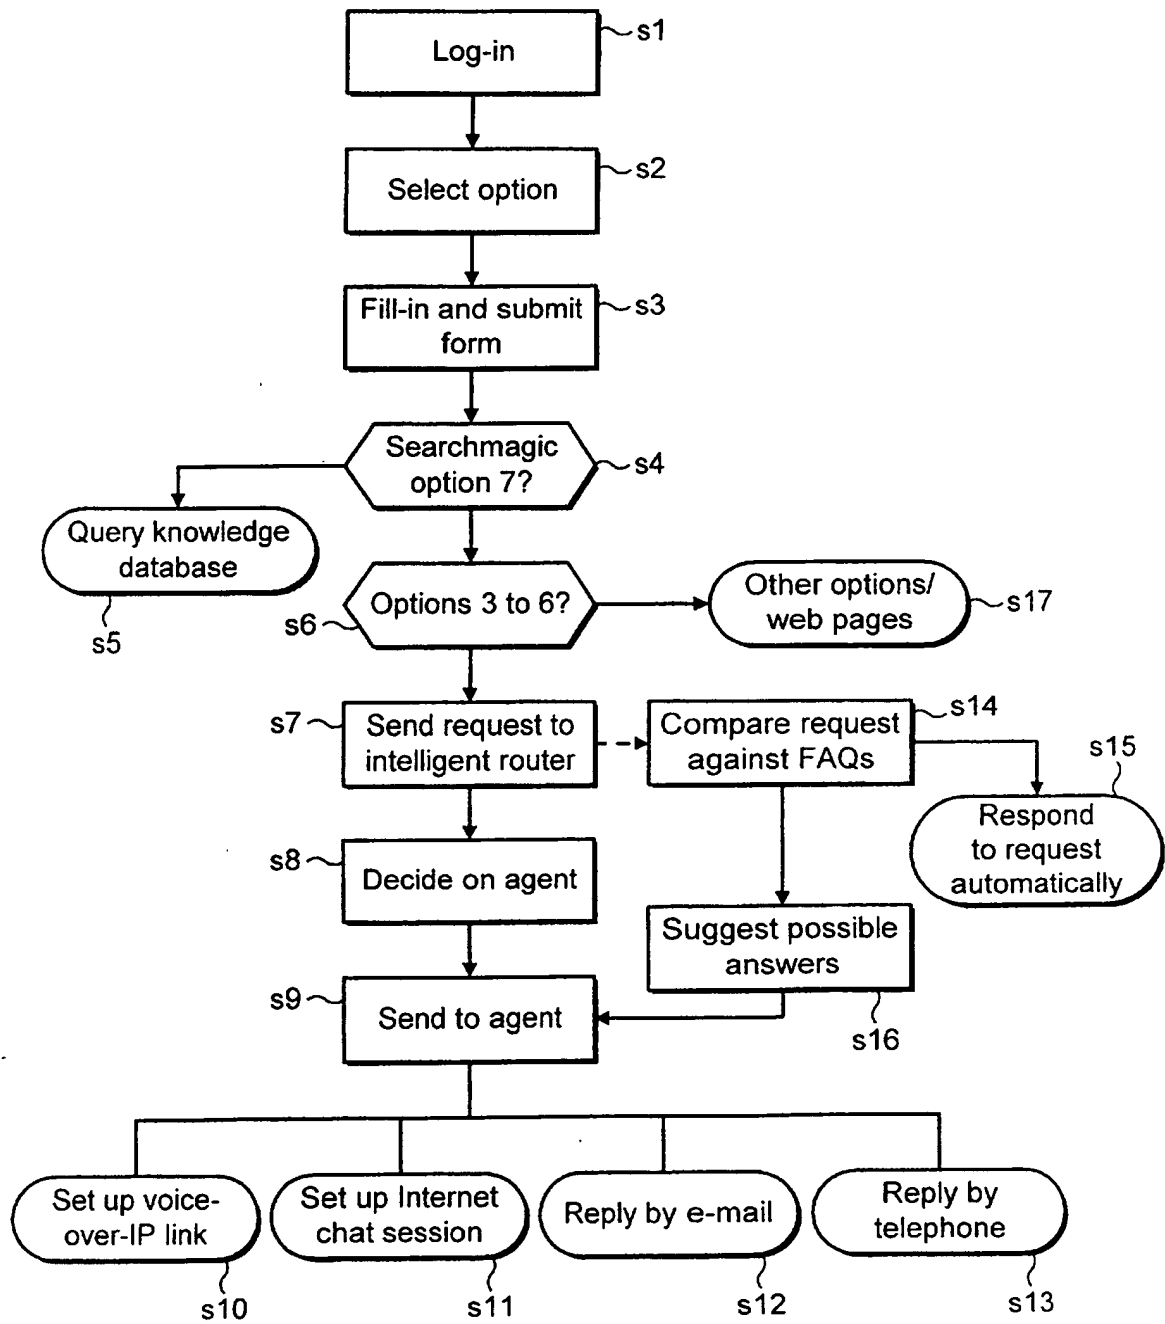 Log-in
s1
Select option
s2
Fill-in and submit
form
s3
Searchmagic
option 7?
s4
Query knowledge
database
s5
Options 3 to 6?
s6
Other options/
web pages
s17
s7
Send request to
intelligent router
Compare request
against FAQs
s14
s15
Respond
to request
automatically
s8
Decide on agent
Suggest possible
answers
s16
s9
Send to agent
Set up voice-
over-IP link
s10
Set up Internet
chat session
s11
Reply by e-mail
s12
Reply by
telephone
s13